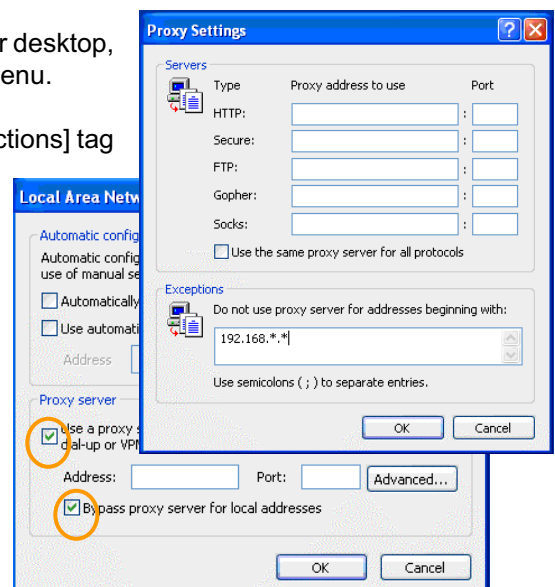 r desktop,
enu.
ctions] tag
Proxy Settings
Servers
Type Proxy address to use Port
HTTP: :
Secure: :
FTP: :
Gopher: :
Socks: :
Use the same proxy server for all protocols
Exceptions
Do not use proxy server for addresses beginning with:
192.168.*.*
Use semicolons ( ; ) to separate entries.
OK Cancel
Local Area Netw
Automatic config
Automatic config
use of manual se
Automatically
Use automati
Address
Proxy server
Use a proxy s
dial-up or VPN
Address: Port: Advanced...
Bypass proxy server for local addresses
OK Cancel